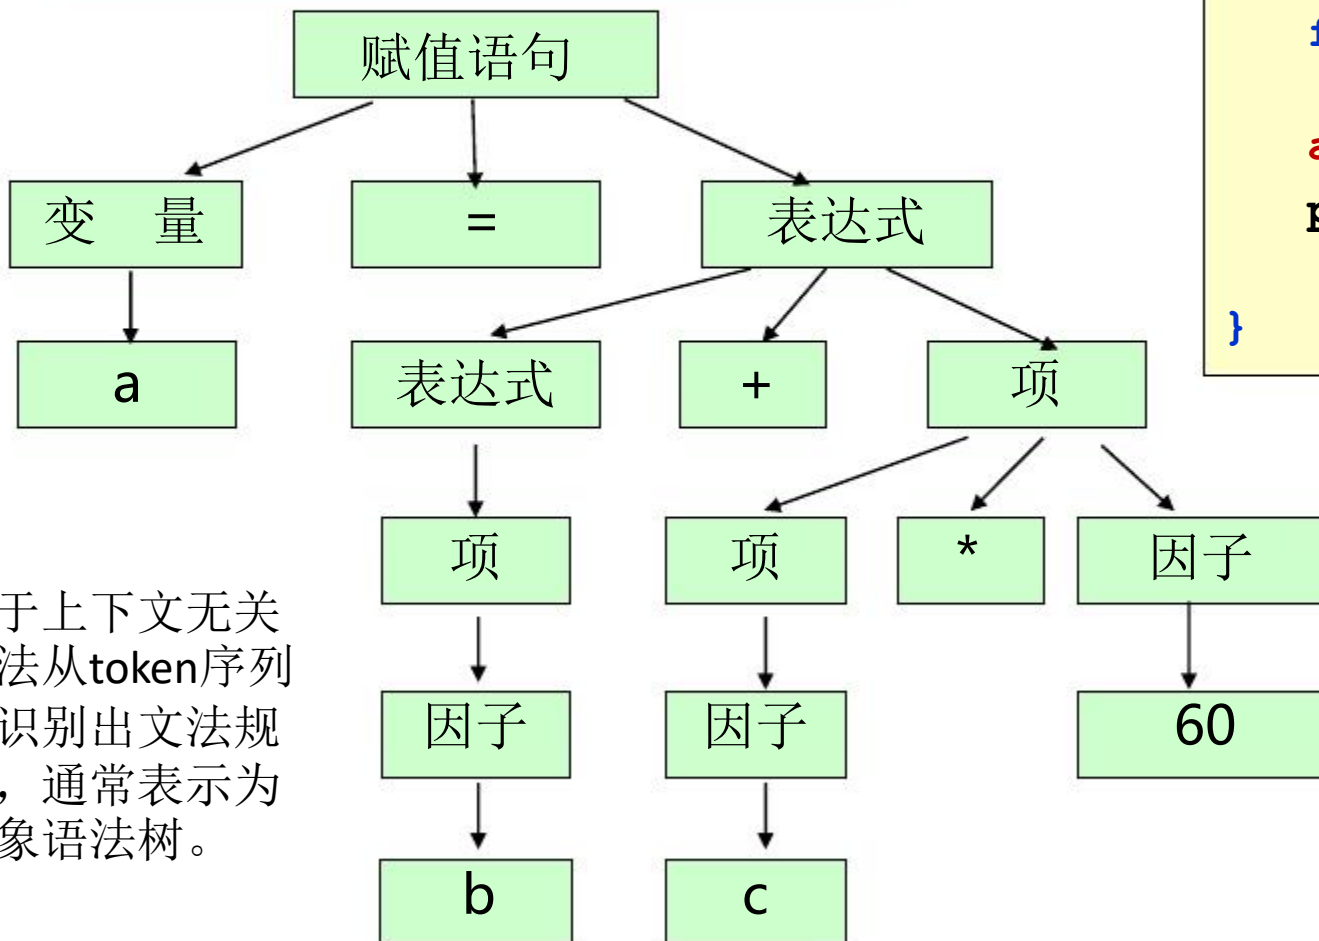 赋值语句
变 量
=
表达式
a
表达式
+
项
项
项
*
因子
因子
因子
60
b
c
于上下文无关
法从token序列
识别出文法规
，通常表示为
象语法树。
a
p
}